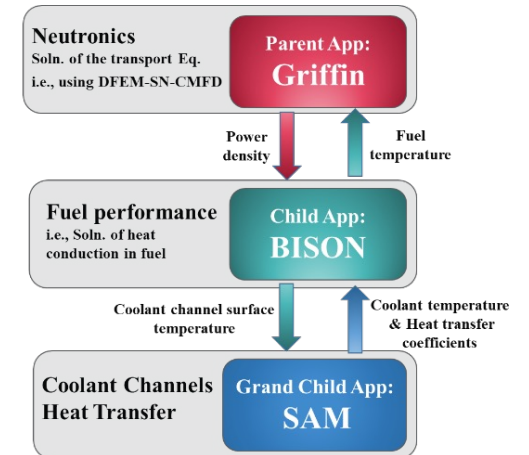 Neutronics
Soln. of the transport Eq.
i.e., using DFEM-SN-CMFD
Parent App:
Griffin
Power
density
Fuel
temperature
Fuel performance
i.e., Soln. of heat
conduction in fuel
Child App:
BISON
Coolant channel surface
temperature
Coolant temperature
& Heat transfer
coefficients
Coolant Channels
Heat Transfer
Grand Child App:
SAM